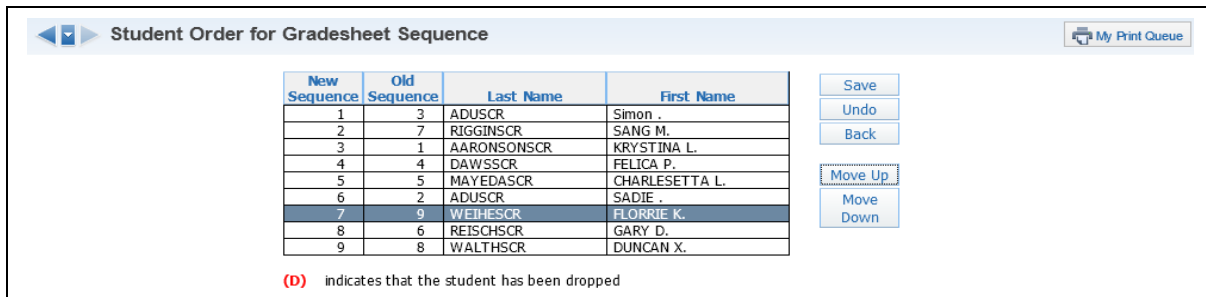 Student Order for Gradesheet Sequence
My Print Queue
New Sequence Old Sequence Last Name First Name
1 3 ADUSCR Simon .
2 7 RIGGINSCR SANG M.
3 1 AARONSONSCR KRYSTINA L.
4 4 DAWSSCR FELICA P.
5 5 MAYEDASCR CHARLESETTA L.
6 2 ADUSCR SADIE .
7 9 WEIHESCR FLORRIE K.
8 6 REISCHSCR GARY D.
9 8 WALTHSCR DUNCAN X.
Save
Undo
Back
Move Up
Move
Down
(D) indicates that the student has been dropped